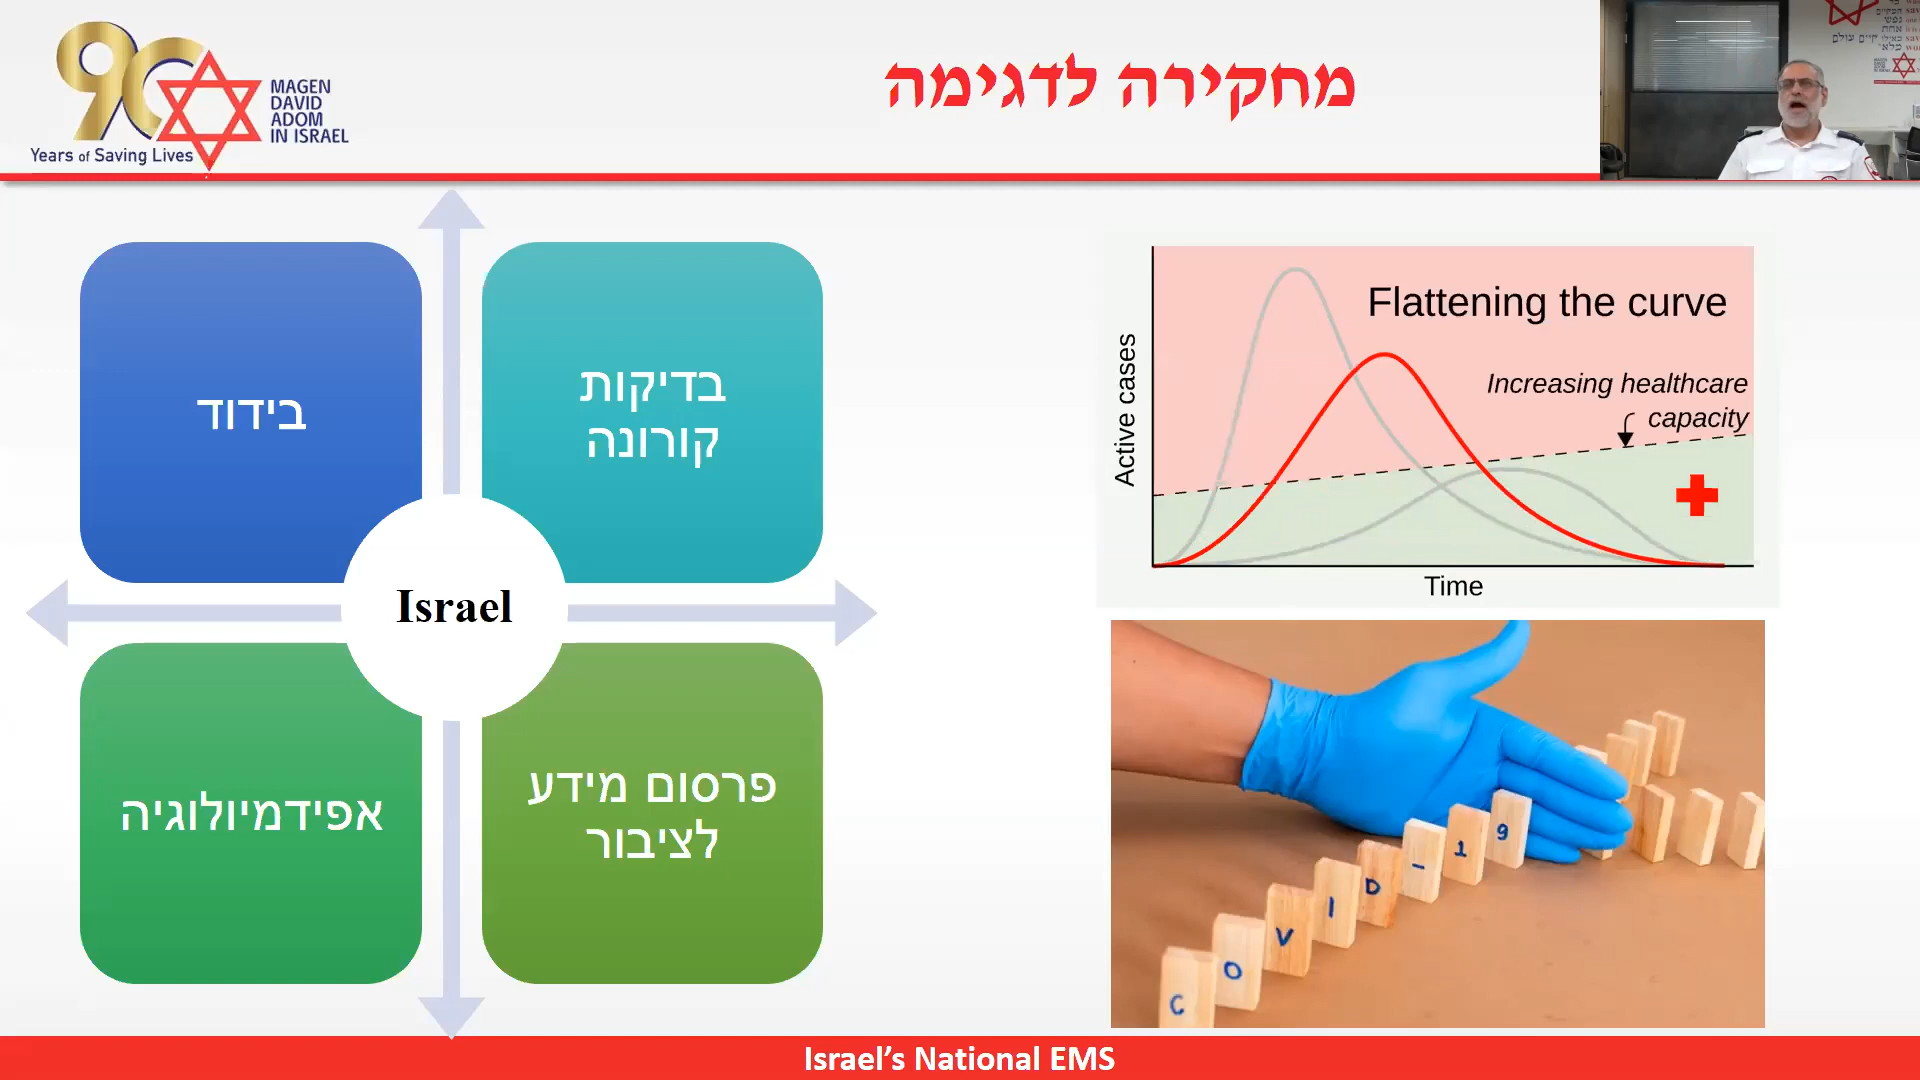 90
MAGEN
DAVID
ADOM
IN ISRAEL
Years of Saving Lives
מחקירה לדגימה
בידוד
בדיקות
קורונה
Israel
אפידמיולוגיה
פרסום מידע
לציבור
Flattening the curve
Increasing healthcare
capacity
Active cases
Time
C O V I D - 19
Israel's National EMS